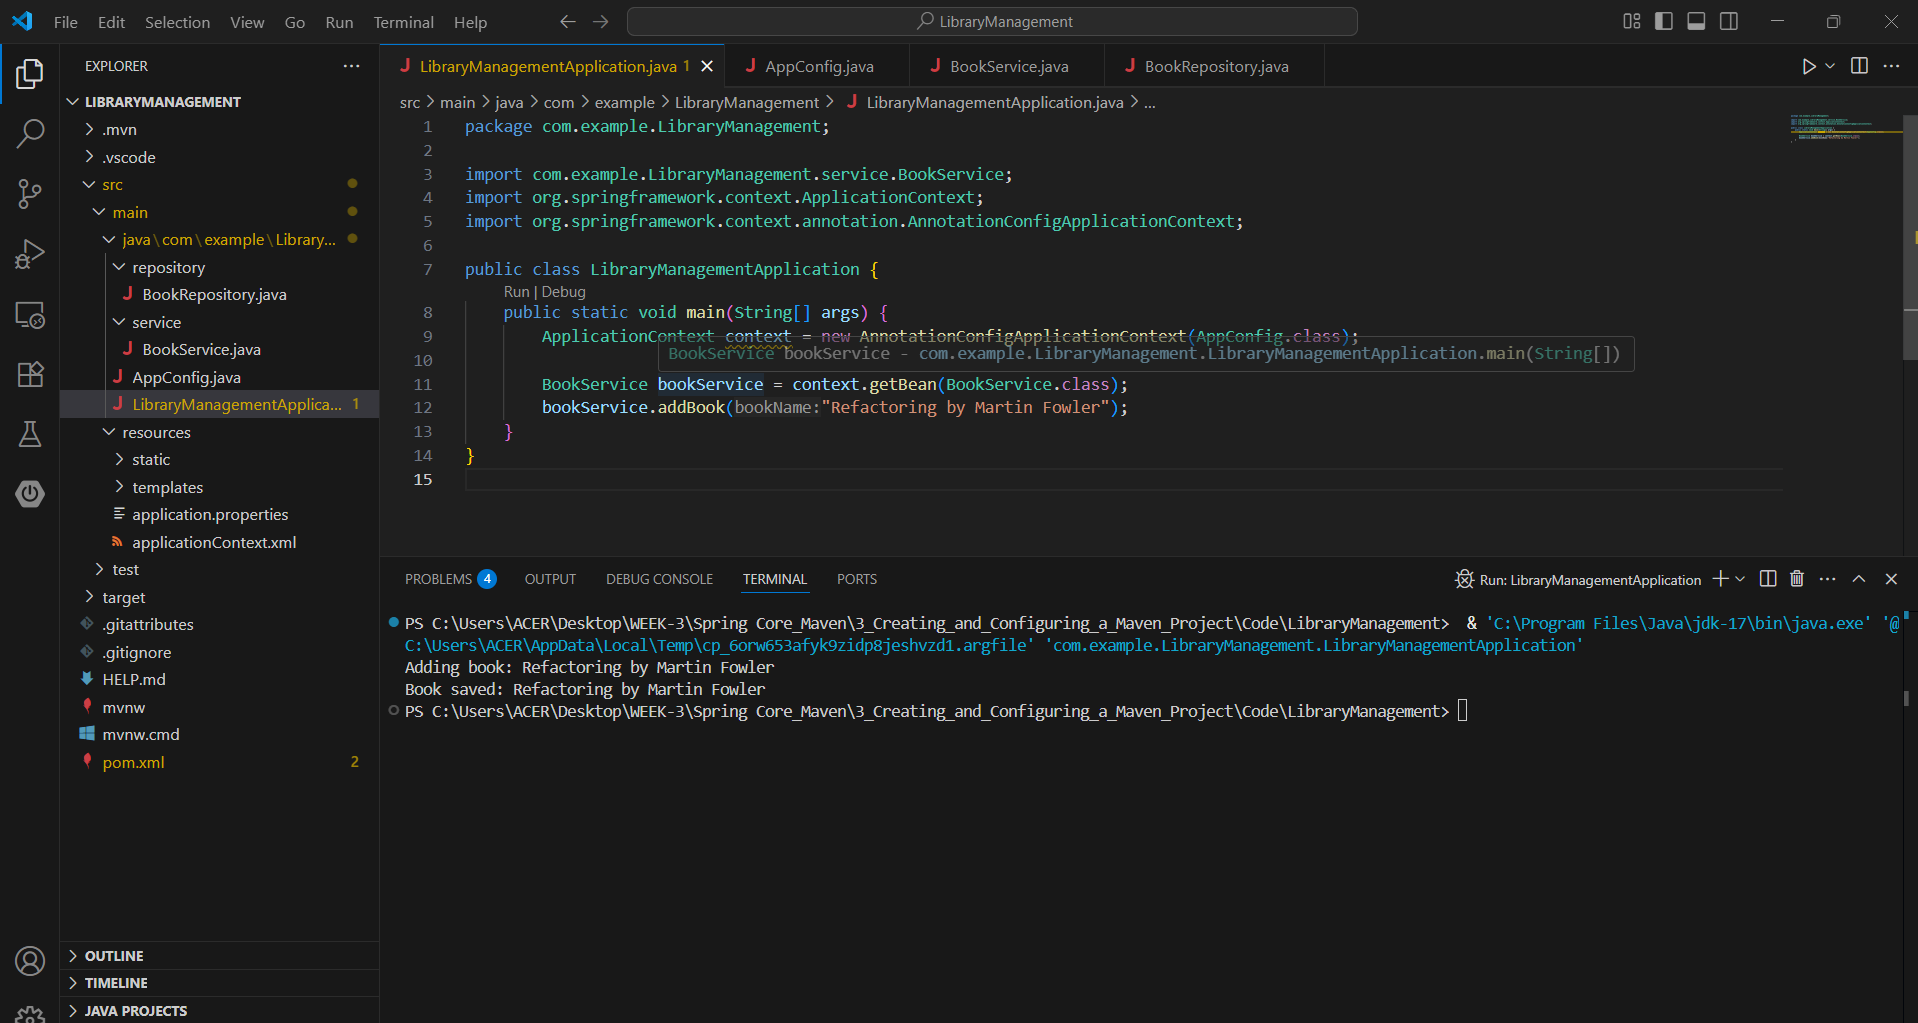 File Edit Selection View Go Run Terminal Help
LibraryManagement
EXPLORER
LIBRARYMANAGEMENT
.mvn
.vscode
src
main
java\com\example\Library...
repository
BookRepository.java
service
BookService.java
AppConfig.java
LibraryManagementApplica... 1
resources
static
templates
application.properties
applicationContext.xml
test
target
.gitattributes
.gitignore
HELP.md
mvnw
mvnw.cmd
pom.xml 2
OUTLINE
TIMELINE
JAVA PROJECTS
LibraryManagementApplication.java 1 AppConfig.java BookService.java BookRepository.java
src > main > java > com > example > LibraryManagement > LibraryManagementApplication.java > ...
1 package com.example.LibraryManagement;
2
3 import com.example.LibraryManagement.service.BookService;
4 import org.springframework.context.ApplicationContext;
5 import org.springframework.context.annotation.AnnotationConfigApplicationContext;
6
7 public class LibraryManagementApplication {
Run | Debug
8 public static void main(String[] args) {
9 ApplicationContext context = new AnnotationConfigApplicationContext(AppConfig.class);
BookService bookService - com.example.LibraryManagement.LibraryManagementApplication.main(String[])
10
11 BookService bookService = context.getBean(BookService.class);
12 bookService.addBook(bookName:"Refactoring by Martin Fowler");
13 }
14 }
15
PROBLEMS 4 OUTPUT DEBUG CONSOLE TERMINAL PORTS
Run: LibraryManagementApplication
PS C:\Users\ACER\Desktop\WEEK-3\Spring Core_Maven\3_Creating_and_Configuring_a_Maven_Project\Code\LibraryManagement> & 'C:\Program Files\Java\jdk-17\bin\java.exe' '@
C:\Users\ACER\AppData\Local\Temp\cp_6orw653afyk9zidp8jeshvzd1.argfile' 'com.example.LibraryManagement.LibraryManagementApplication'
Adding book: Refactoring by Martin Fowler
Book saved: Refactoring by Martin Fowler
PS C:\Users\ACER\Desktop\WEEK-3\Spring Core_Maven\3_Creating_and_Configuring_a_Maven_Project\Code\LibraryManagement>